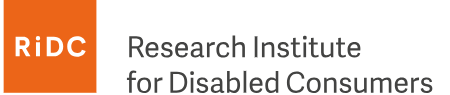 RiDC
Research Institute
for Disabled Consumers